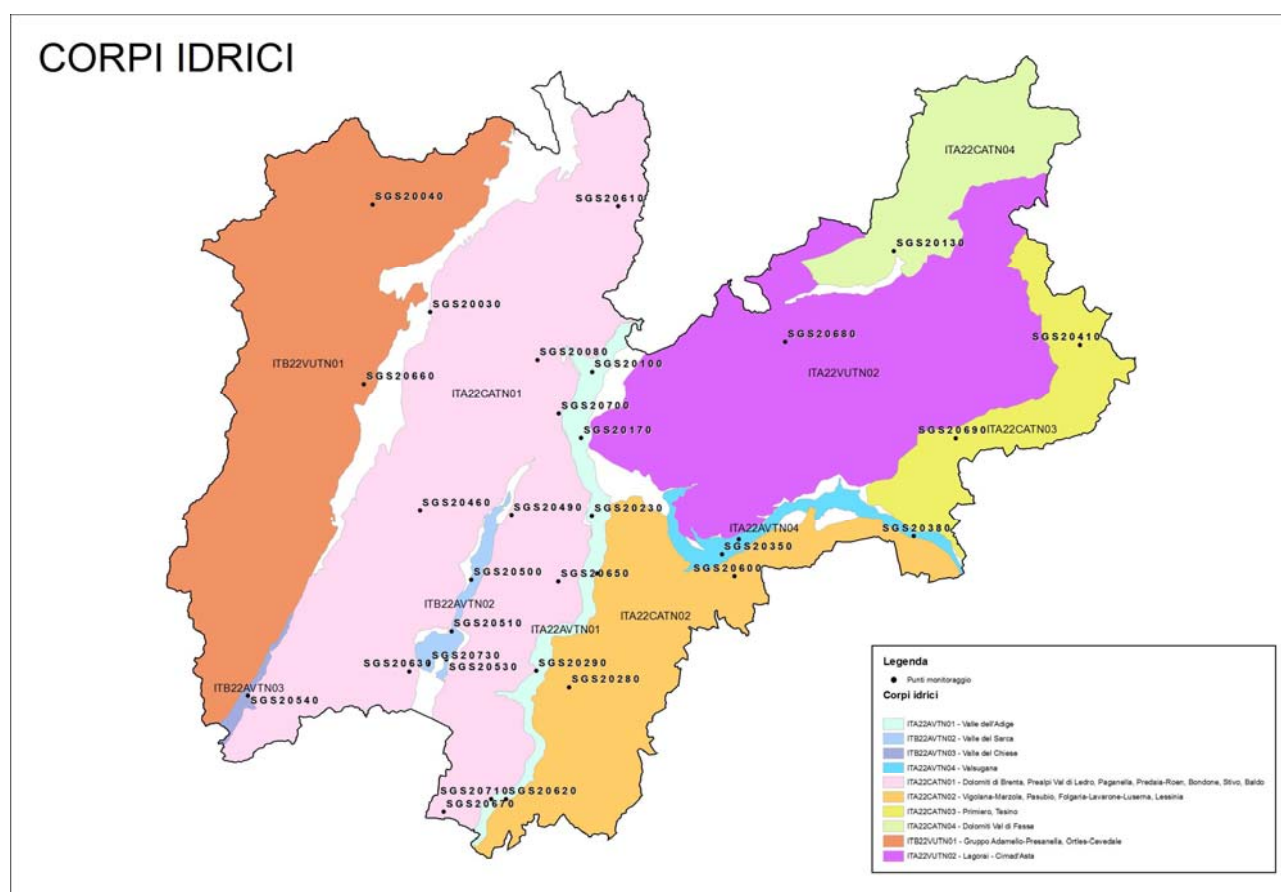 CORPI IDRICI
ITA22CATN04
SGS20040
SGS20610
SGS20130
SGS20030
SGS20680
SGS20410
ITB22VUTN01
SGS20080
SGS20100
ITA22VUTN02
SGS20660
ITA22CATN01
SGS20700
SGS20170
SGS20690
ITA22CATN03
SGS20460
SGS20490
SGS20230
ITA22AVTN04
SGS20380
SGS20350
SGS20500
SGS20650
SGS20600
ITB22AVTN02
ITA22CATN02
SGS20510
ITA22AVTN01
SGS20730
SGS20630
SGS20530
SGS20290
SGS20280
ITB22AVTN03
SGS20540
SGS20710
SGS20620
SGS20670
Legenda
Punti monitoraggio
Corpi idrici
ITA22AVTN01 - Valle dell'Adige
ITB22AVTN02 - Valle del Sarca
ITB22AVTN03 - Valle del Chiese
ITA22AVTN04 - Valsugana
ITA22CATN01 - Dolomiti di Brenta, Prealpi Val di Ledro, Paganella, Predaia-Roen, Bondone, Stivo, Baldo
ITA22CATN02 - Vigolana-Marzola, Pasubio, Folgaria-Lavarone-Luserna, Lessinia
ITA22CATN03 - Primiero, Tesino
ITA22CATN04 - Dolomiti Val di Fassa
ITB22VUTN01 - Gruppo Adamello-Presanella, Ortles-Cevedale
ITA22VUTN02 - Lagorai - Cimad'Asta